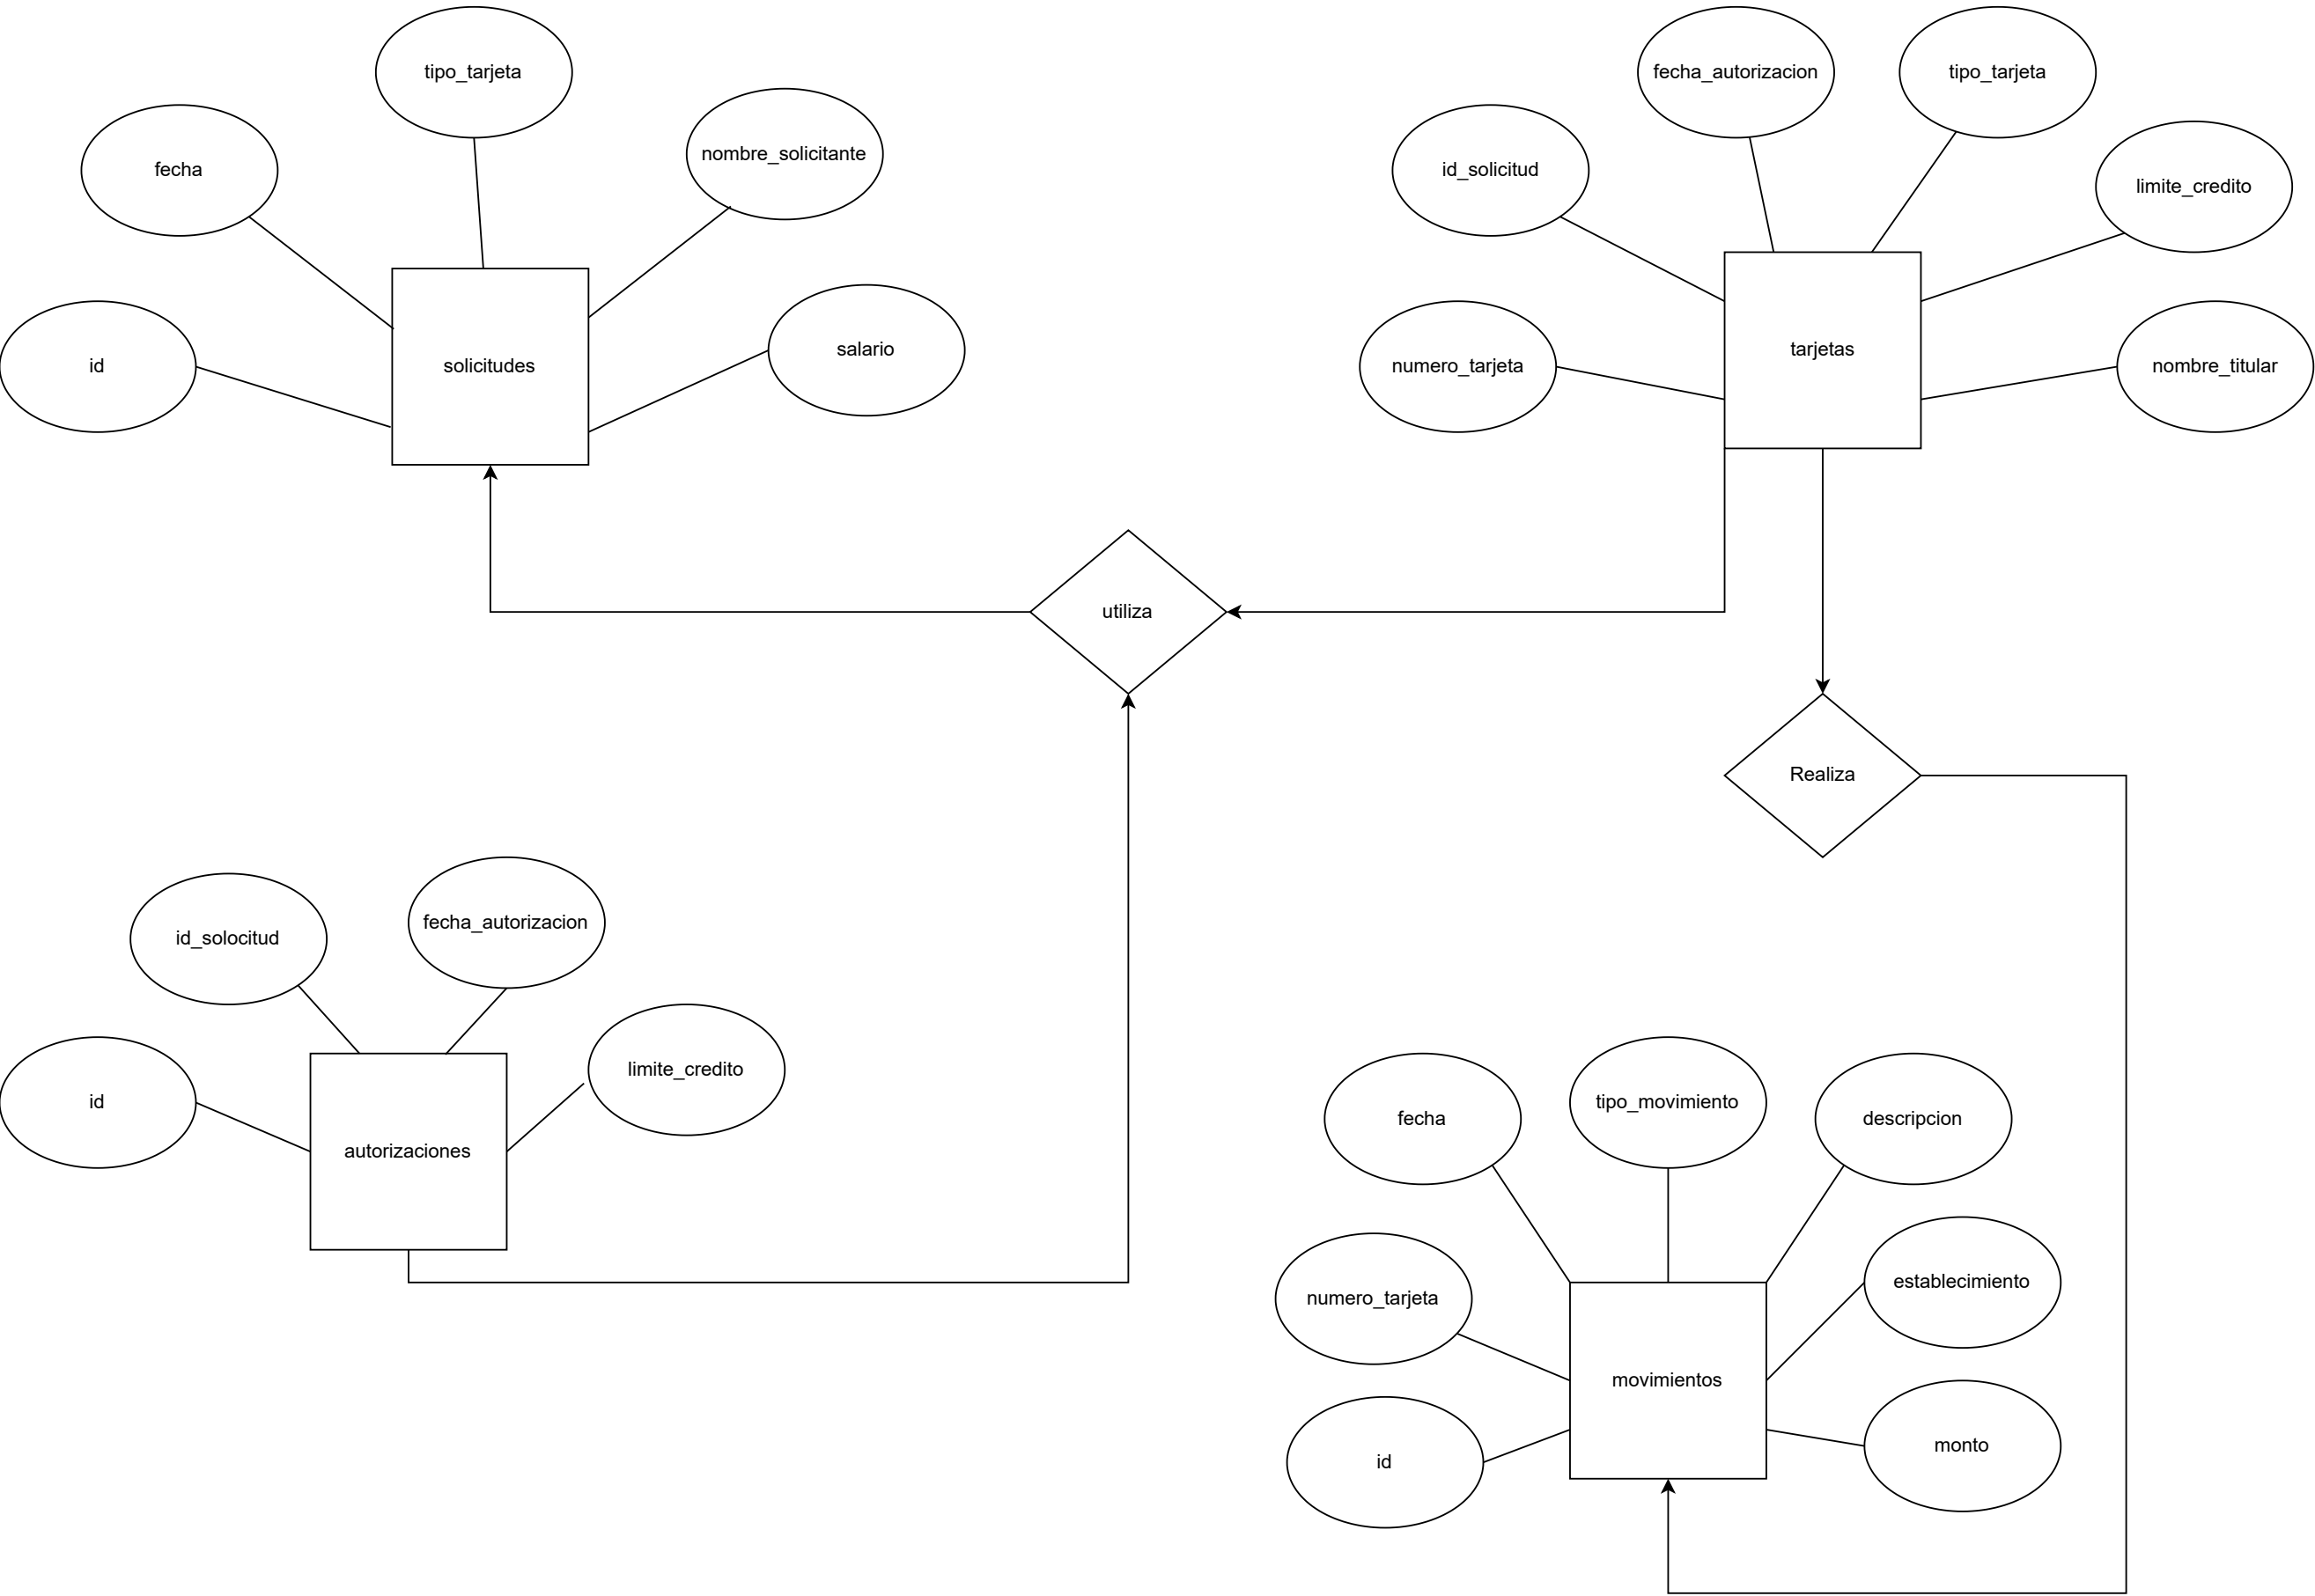 tipo_tarjeta
fecha
nombre_solicitante
id
solicitudes
salario
fecha_autorizacion
tipo_tarjeta
id_solicitud
limite_credito
numero_tarjeta
tarjetas
nombre_titular
utiliza
Realiza
id_solocitud
fecha_autorizacion
limite_credito
id
autorizaciones
fecha
tipo_movimiento
descripcion
numero_tarjeta
establecimiento
movimientos
id
monto